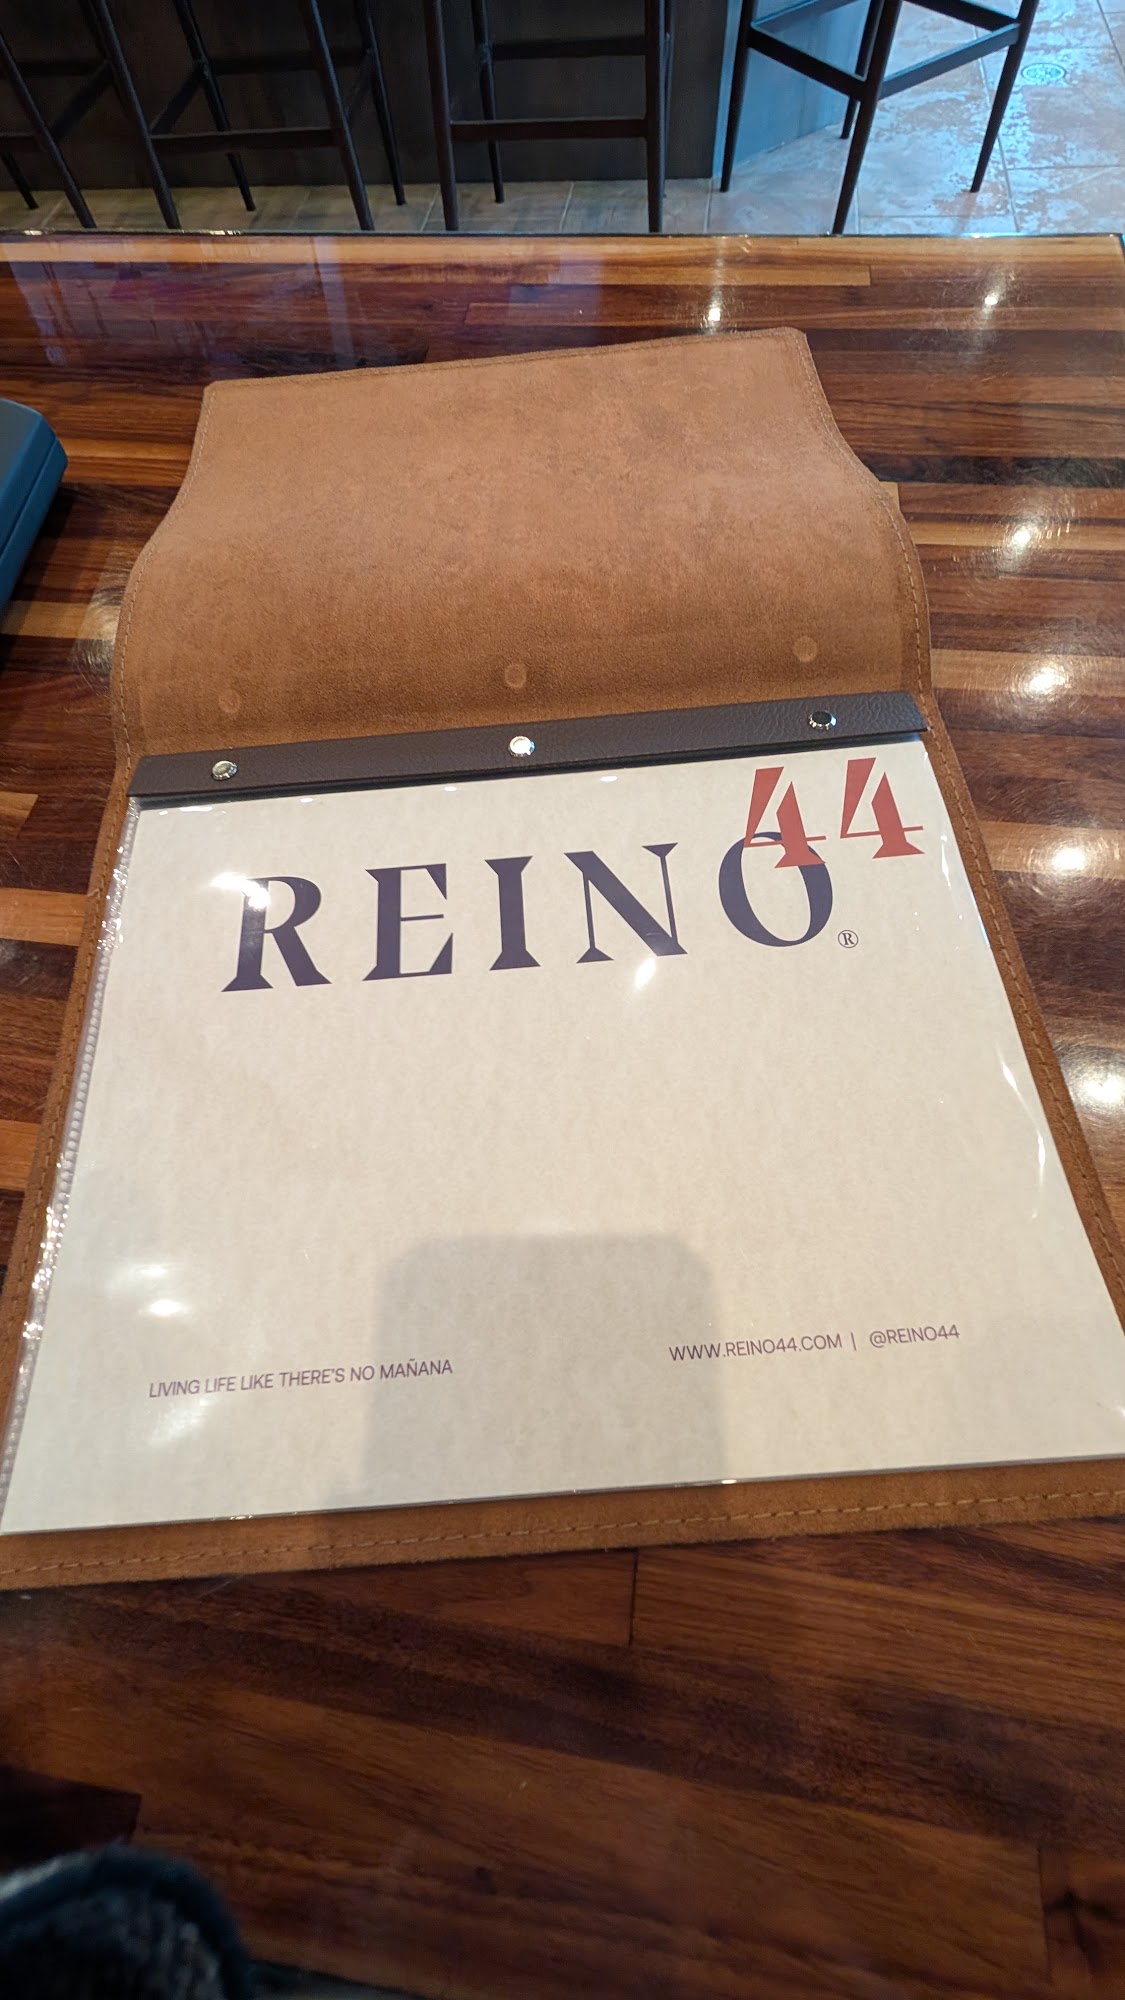 REINO44®
LIVING LIFE LIKE THERE'S NO MAÑANA
WWW.REINO44.COM | @REINO44